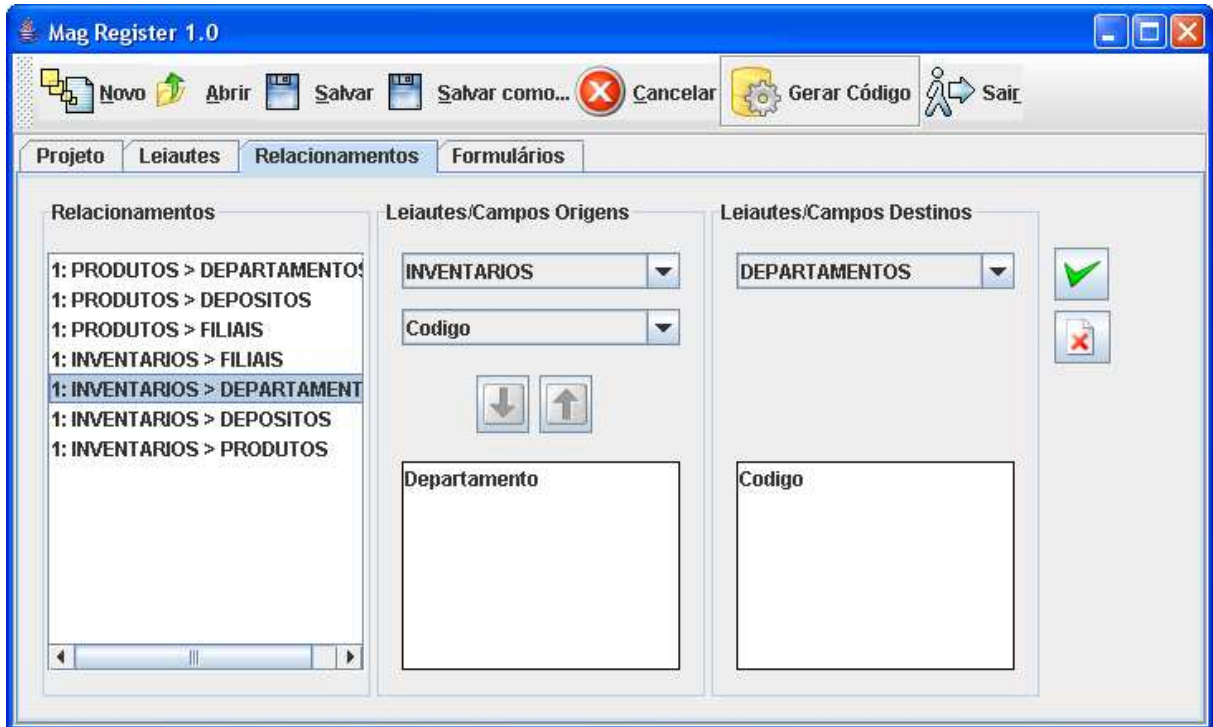 Mag Register 1.0
Novo Abrir Salvar Salvar como... Cancelar Gerar Código Sair
Projeto Leiautes Relacionamentos Formulários
Relacionamentos
1: PRODUTOS > DEPARTAMENTOS
1: PRODUTOS > DEPOSITOS
1: PRODUTOS > FILIAIS
1: INVENTARIOS > FILIAIS
1: INVENTARIOS > DEPARTAMENT
1: INVENTARIOS > DEPOSITOS
1: INVENTARIOS > PRODUTOS
Leiautes/Campos Origens
INVENTARIOS
Codigo
Departamento
Leiautes/Campos Destinos
DEPARTAMENTOS
Codigo